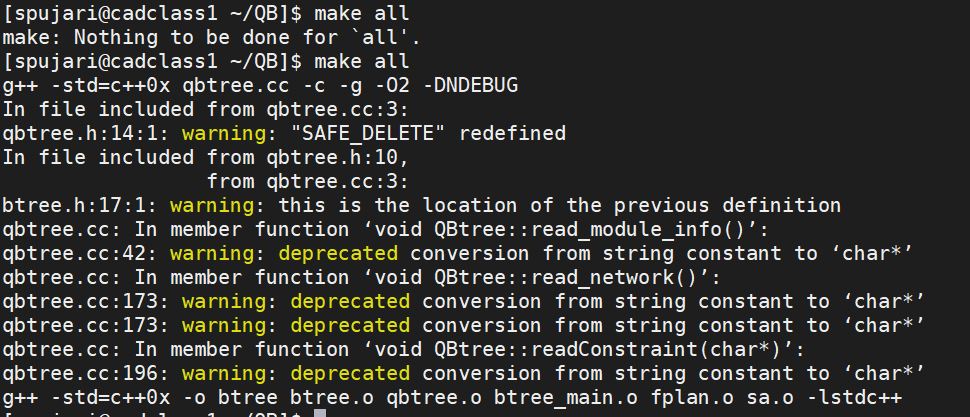 [spujari@cadclass1 ~/QB]$ make all
make: Nothing to be done for `all'.
[spujari@cadclass1 ~/QB]$ make all
g++ -std=c++0x qbtree.cc -c -g -O2 -DNDEBUG
In file included from qbtree.cc:3:
qbtree.h:14:1: warning: "SAFE_DELETE" redefined
In file included from qbtree.h:10,
                 from qbtree.cc:3:
btree.h:17:1: warning: this is the location of the previous definition
qbtree.cc: In member function ‘void QBtree::read_module_info()’:
qbtree.cc:42: warning: deprecated conversion from string constant to ‘char*’
qbtree.cc: In member function ‘void QBtree::read_network()’:
qbtree.cc:173: warning: deprecated conversion from string constant to ‘char*’
qbtree.cc:173: warning: deprecated conversion from string constant to ‘char*’
qbtree.cc: In member function ‘void QBtree::readConstraint(char*)’:
qbtree.cc:196: warning: deprecated conversion from string constant to ‘char*’
g++ -std=c++0x -o btree btree.o qbtree.o btree_main.o fplan.o sa.o -lstdc++